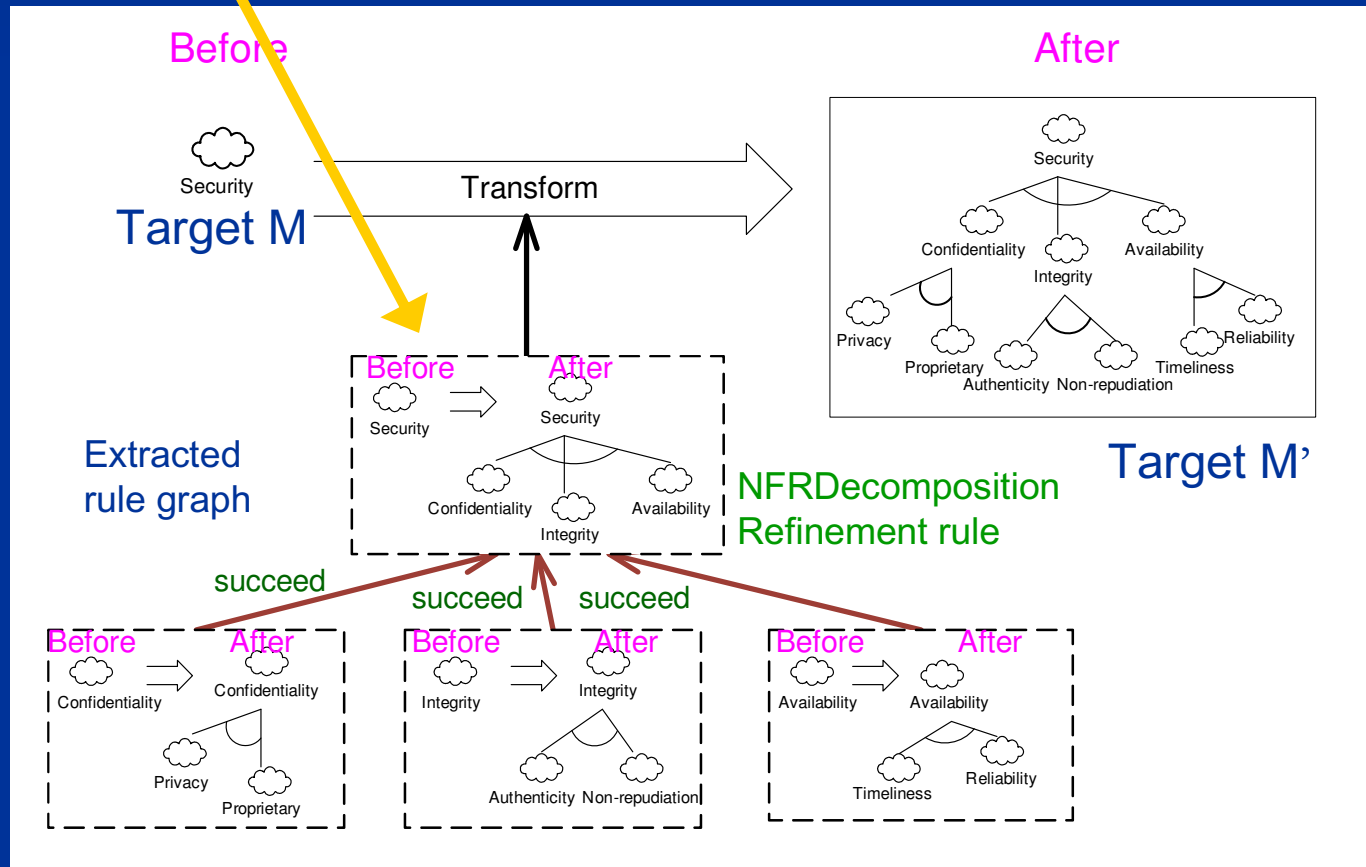 Before
After
Security
Target M
Transform
Security
Confidentiality
Integrity
Availability
Privacy
Proprietary
Authenticity
Non-repudiation
Timeliness
Reliability
Target M’
Extracted
rule graph
Before
After
Security
Security
Confidentiality
Integrity
Availability
NFRDecomposition
Refinement rule
succeed
succeed
succeed
Before
After
Confidentiality
Confidentiality
Privacy
Proprietary
Before
After
Integrity
Integrity
Authenticity
Non-repudiation
Before
After
Availability
Availability
Timeliness
Reliability